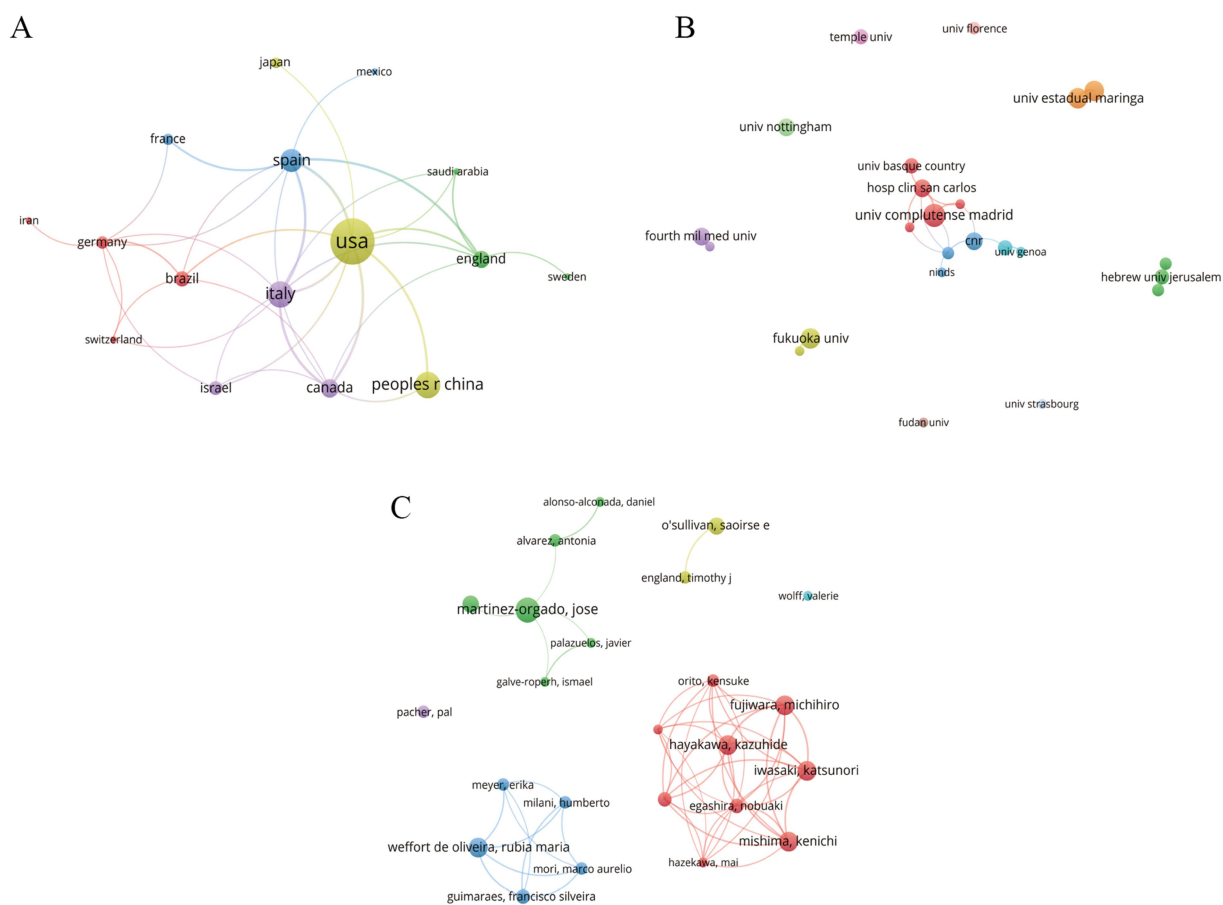 A
japan
mexico
france
spain
saudi arabia
iran
usa
germany
england
brazil
italy
sweden
switzerland
israel
canada
peoples r china
B
univ florence
temple univ
univ estadual maringa
univ nottingham
univ basque country
hosp clin san carlos
univ complutense madrid
fourth mil med univ
cnr
univ genoa
ninds
hebrew univ jerusalem
fukuoka univ
univ strasbourg
fudan univ
C
alonso-alconada, daniel
o'sullivan, saoirse e
alvarez, antonia
england, timothy j
wolff, valerie
martinez-orgado, jose
palazuelos, javier
galve-roperh, ismael
orito, kensuke
fujiwara, michihiro
pacher, pal
hayakawa, kazuhide
iwasaki, katsunori
meyer, erika
milani, humberto
egashira, nobuaki
mishima, kenichi
weffort de oliveira, rubia maria
hazekawa, mai
mori, marco aurelio
guimaraes, francisco silveira